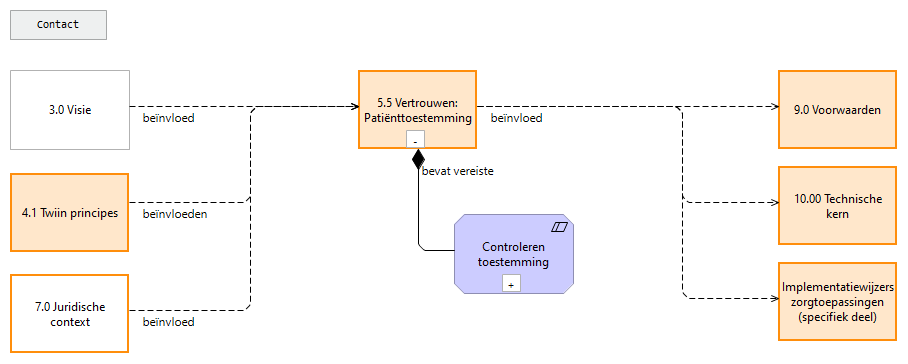 Contact
3.0 Visie
beïnvloed
4.1 Twiin principes
beïnvloeden
7.0 Juridische
context
beïnvloed
5.5 Vertrouwen:
Patiënttoestemming
-
beïnvloed
bevat vereiste
Controleren
toestemming
+
9.0 Voorwaarden
10.00 Technische
kern
Implementatiewijzers
zorgtoepassingen
(specifiek deel)